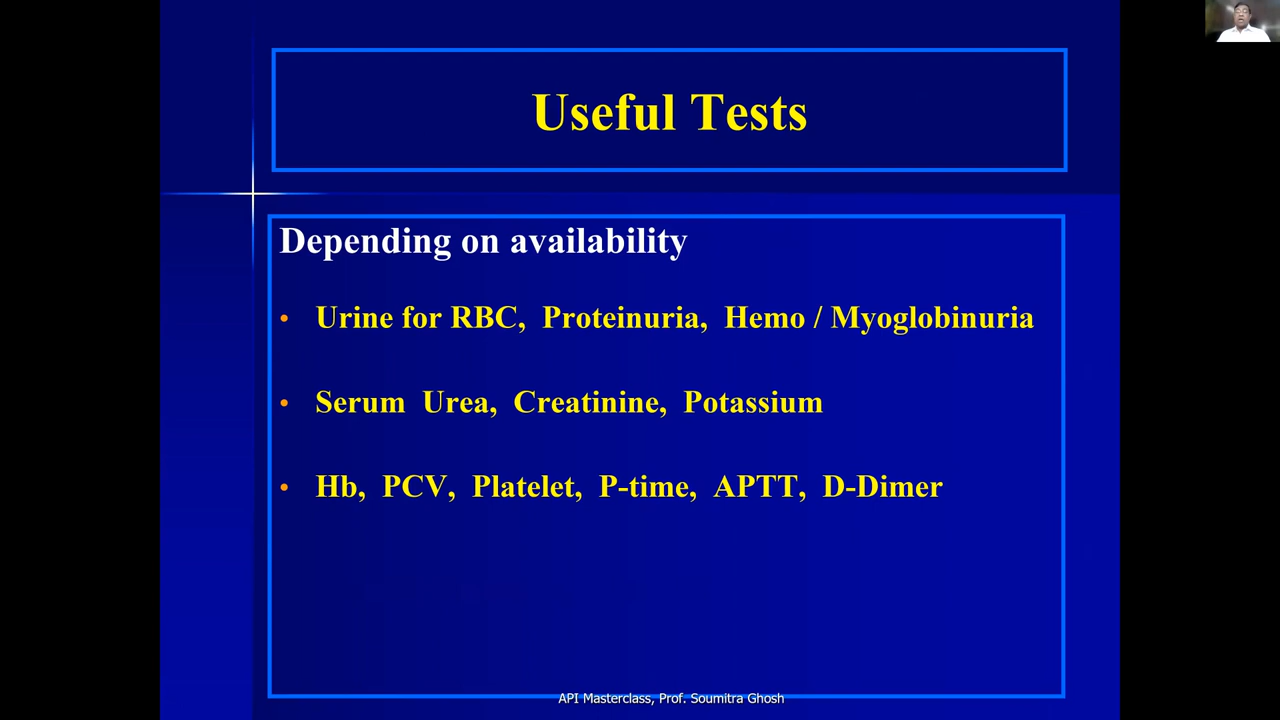 Useful Tests
Depending on availability
• Urine for RBC, Proteinuria, Hemo / Myoglobinuria
• Serum Urea, Creatinine, Potassium
• Hb, PCV, Platelet, P-time, APTT, D-Dimer
API Masterclass, Prof. Soumitra Ghosh